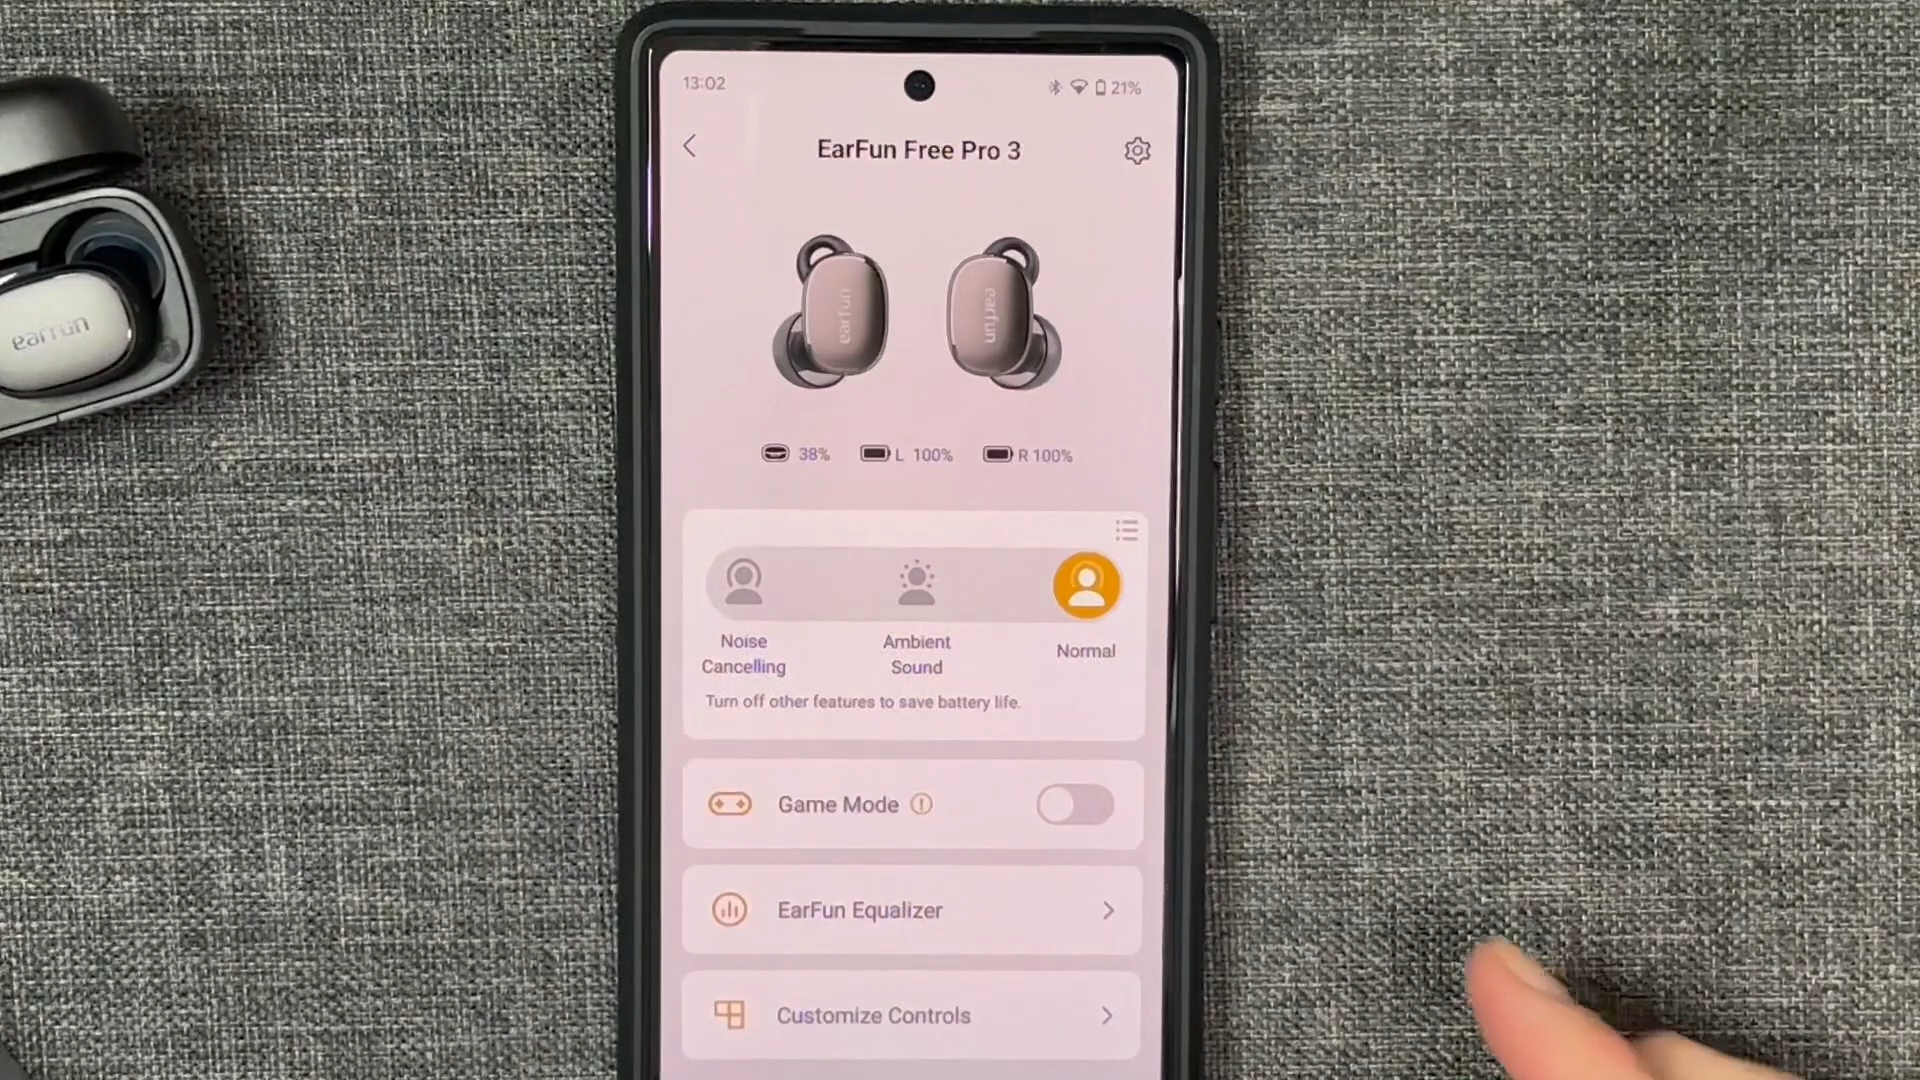 13:02
21%
EarFun Free Pro 3
earfun
earfun
earfun
38%
L 100%
R 100%
Noise
Cancelling
Ambient
Sound
Normal
Turn off other features to save battery life.
Game Mode
EarFun Equalizer
Customize Controls